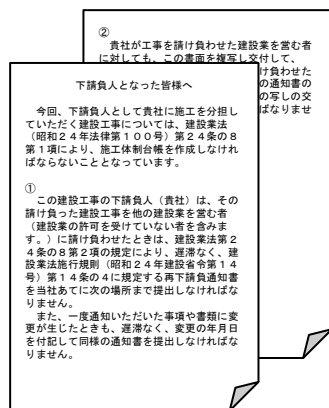 下請負人となった皆様へ
今回、下請負人として貴社に施工を分担し
ていただく建設工事については、建設業法
（昭和２４年法律第１００号）第２４条の８
第１項により、施工体制台帳を作成しなけれ
ばならないこととなっています。
①
この建設工事の下請負人（貴社）は、その
請け負った建設工事を他の建設業を営む者
（建設業の許可を受けていない者を含みま
す。）に請け負わせたときは、建設業法第２
４条の８第２項の規定により、遅滞なく、建
設業法施行規則（昭和２４年建設省令第１４
号）第１４条の４に規定する再下請負通知書
を当社あてに次の場所まで提出しなければな
りません。
また、一度通知いただいた事項や書類に変
更が生じたときも、遅滞なく、変更の年月日
を付記して同様の通知書を提出しなければな
りません。
②
貴社が工事を請け負わせた建設業を営む者
に対しても、この書面を複写し交付して、
け負わせた
の通知書の
の写しの交
ばなりませ